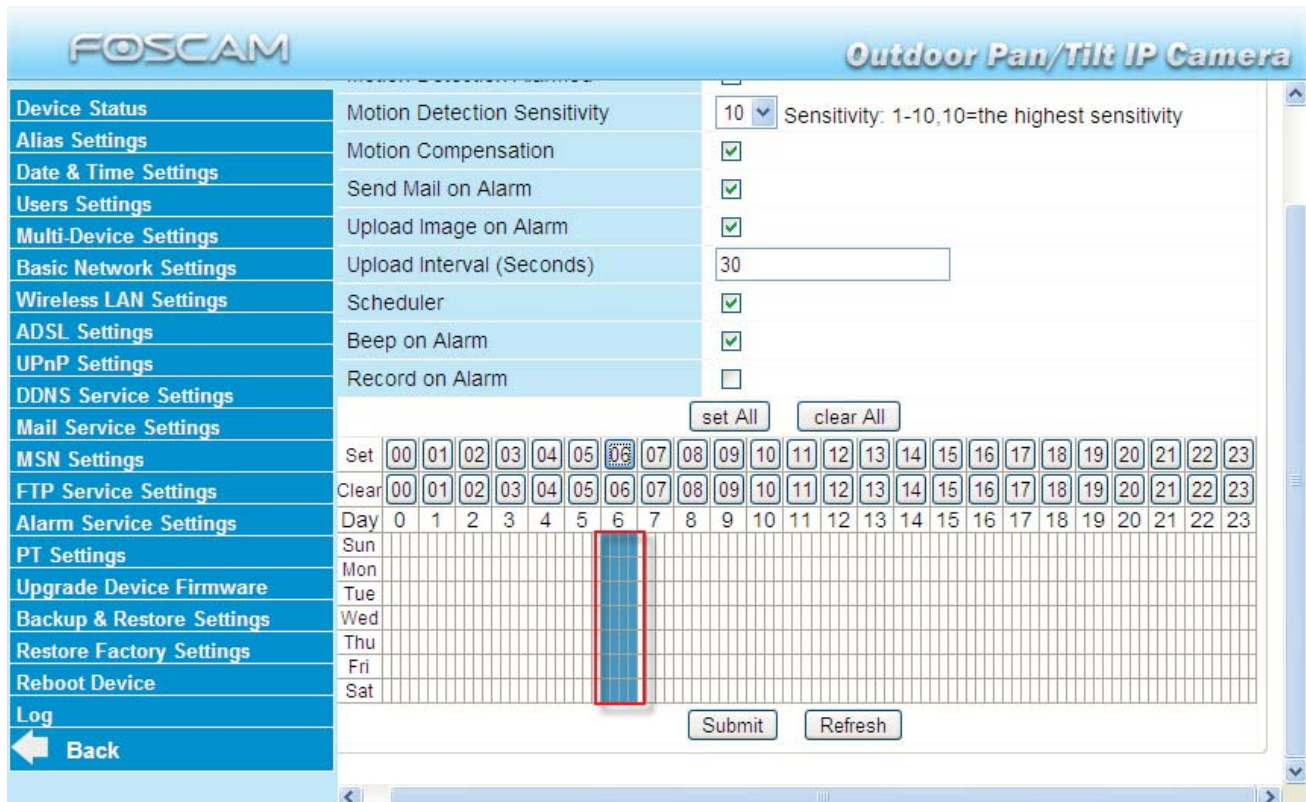 FOSCAM
Outdoor Pan/Tilt IP Camera
Device Status
Alias Settings
Date & Time Settings
Users Settings
Multi-Device Settings
Basic Network Settings
Wireless LAN Settings
ADSL Settings
UPnP Settings
DDNS Service Settings
Mail Service Settings
MSN Settings
FTP Service Settings
Alarm Service Settings
PT Settings
Upgrade Device Firmware
Backup & Restore Settings
Restore Factory Settings
Reboot Device
Log
Back
Motion Detection Sensitivity 10 Sensitivity: 1-10,10=the highest sensitivity
Motion Compensation
Send Mail on Alarm
Upload Image on Alarm
Upload Interval (Seconds) 30
Scheduler
Beep on Alarm
Record on Alarm
set All clear All
Set 00 01 02 03 04 05 06 07 08 09 10 11 12 13 14 15 16 17 18 19 20 21 22 23
Clear 00 01 02 03 04 05 06 07 08 09 10 11 12 13 14 15 16 17 18 19 20 21 22 23
Day 0 1 2 3 4 5 6 7 8 9 10 11 12 13 14 15 16 17 18 19 20 21 22 23
Sun
Mon
Tue
Wed
Thu
Fri
Sat
Submit Refresh